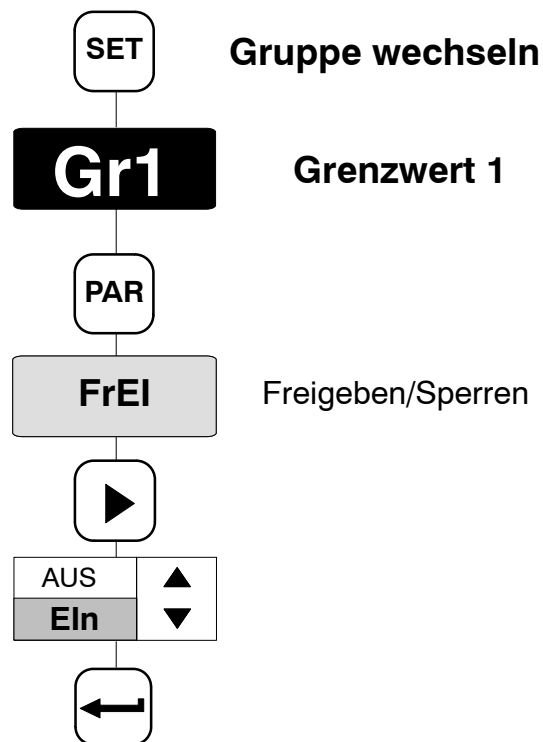 SET Gruppe wechseln
Gr1 Grenzwert 1
PAR
FrEI Freigeben/Sperren
AUS
EIn